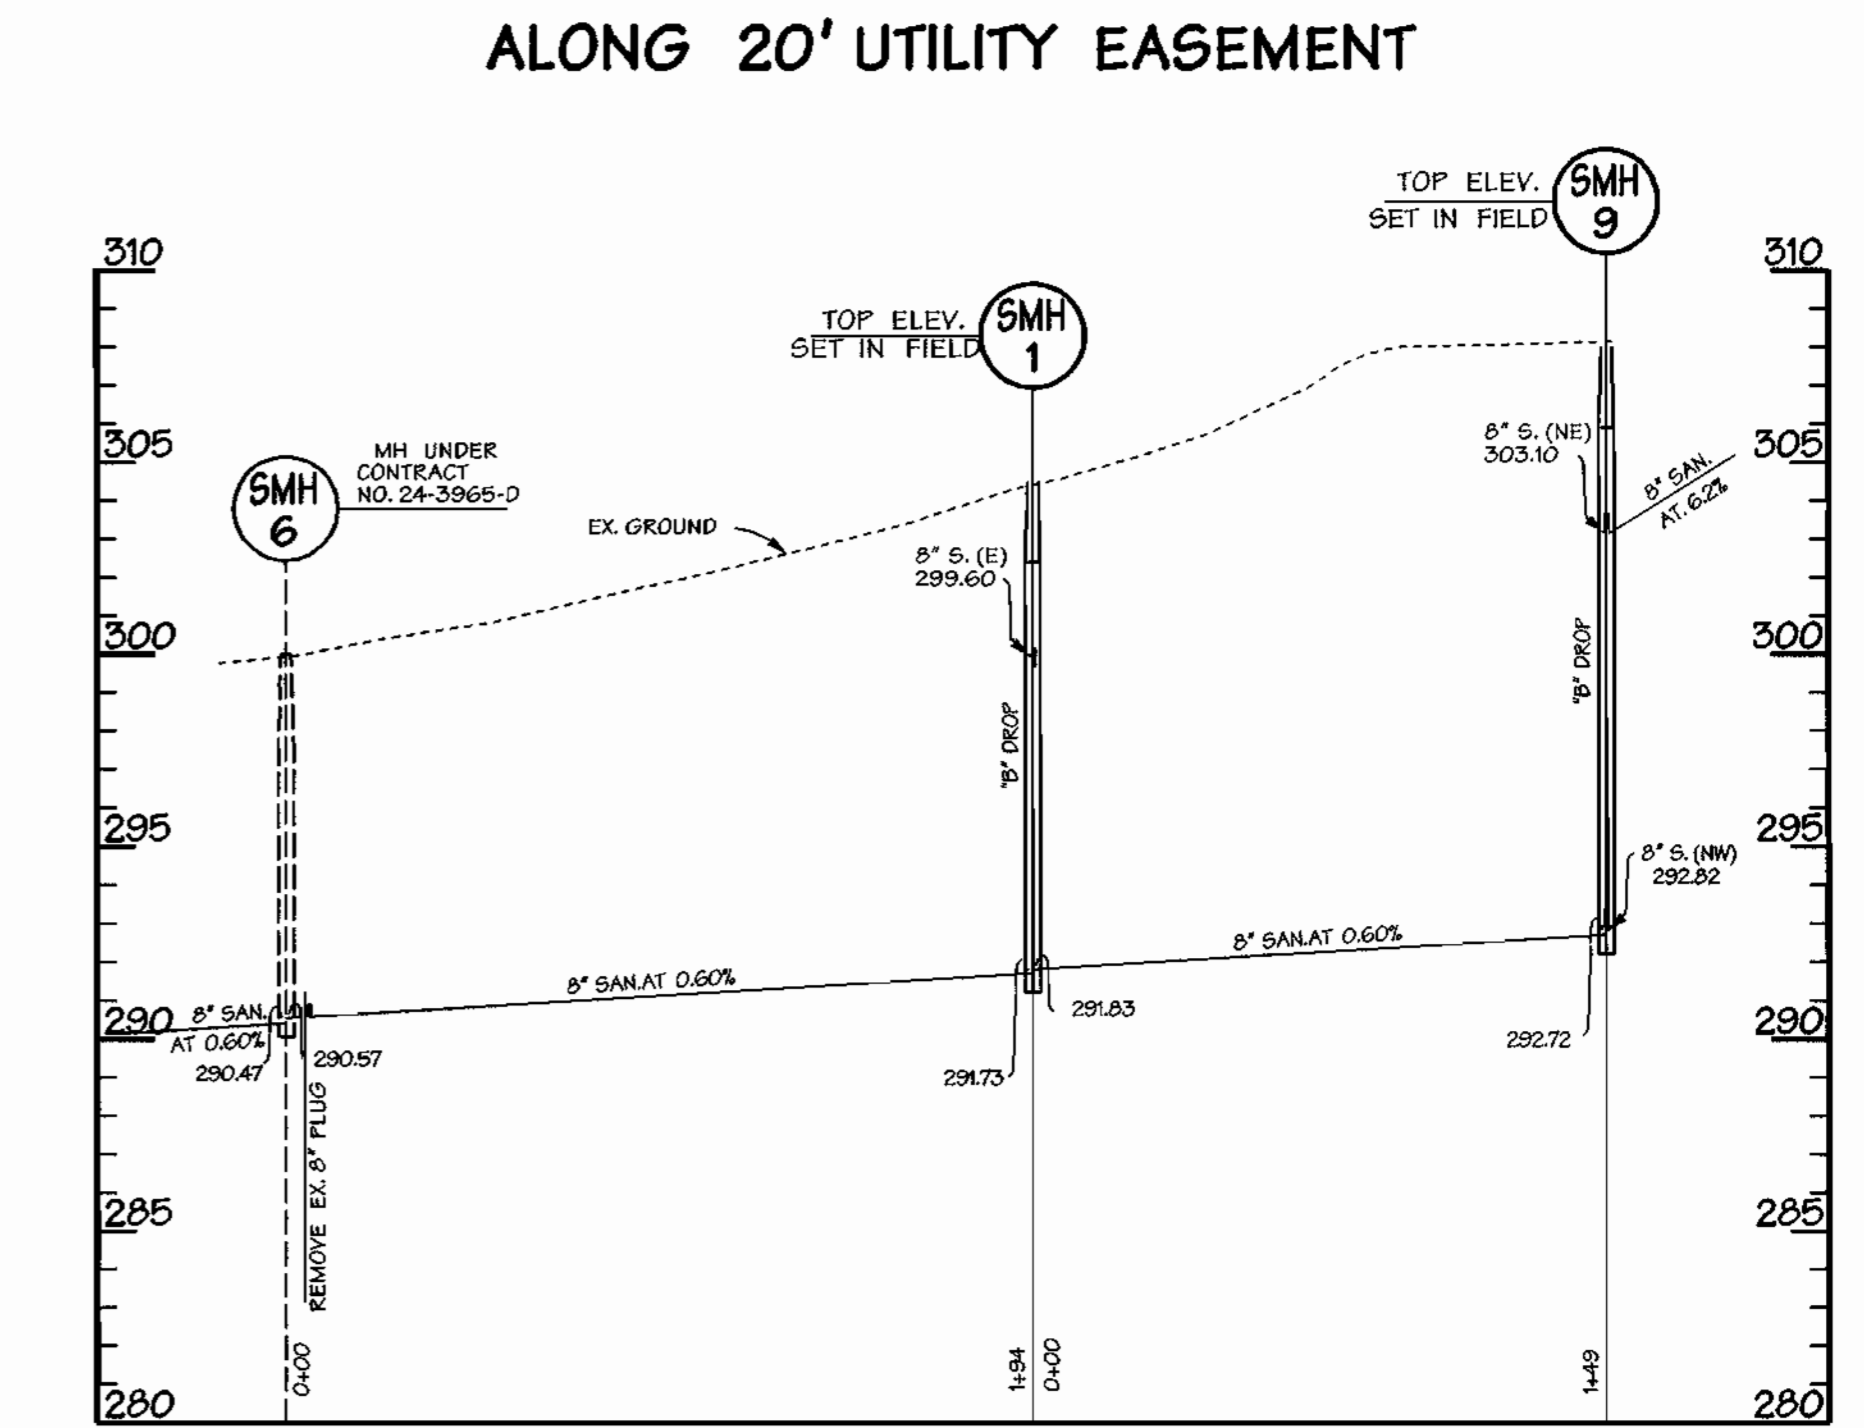 ALONG 20' UTILITY EASEMENT
TOP ELEV.
SET IN FIELD
SMH
9
310
310
TOP ELEV.
SET IN FIELD
SMH
1
305
MH UNDER
CONTRACT
NO. 24-3965-D
SMH
6
EX. GROUND
8" S. (E)
299.60
8" S. (NE)
303.10
305
8" SAN.
AT. 6.2%
300
300
"B" DROP
"B" DROP
295
295
8" S. (NW)
292.82
8" SAN. AT 0.60%
8" SAN. AT 0.60%
290
8" SAN.
AT 0.60%
290.47
290.57
291.73
291.83
292.72
290
REMOVE EX. 8" PLUG
285
285
0+00
1+94
0+00
1+49
280
280